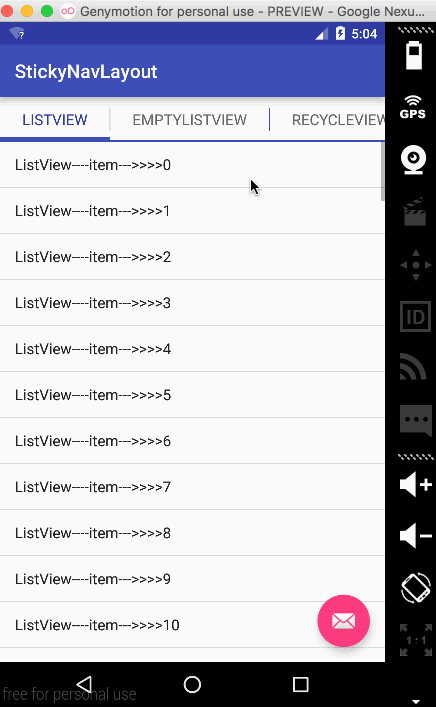 Genymotion for personal use - PREVIEW - Google Nexu
5:04
StickyNavLayout
LISTVIEW EMPTYLISTVIEW RECYCLEVIEW
GPS
ListView----item--->>>>0
ListView----item--->>>>1
ListView----item--->>>>2
ListView----item--->>>>3
ID
ListView----item--->>>>4
ListView----item--->>>>5
ListView----item--->>>>6
ListView----item--->>>>7
ListView----item--->>>>8
ListView----item--->>>>9
ListView----item--->>>>10
1:1
free for personal use